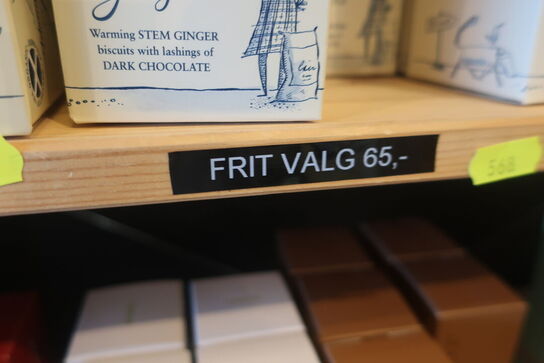 Warming STEM GINGER
biscuits with lashings of
DARK CHOCOLATE
FRIT VALG 65,-
568